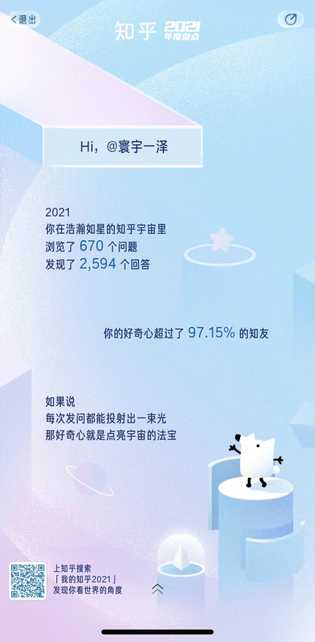 退出
知乎 2021
年度盘点
Hi，@寰宇一泽
2021
你在浩瀚如星的知乎宇宙里
浏览了 670 个问题
发现了 2,594 个回答
你的好奇心超过了 97.15% 的知友
如果说
每次发问都能投射出一束光
那好奇心就是点亮宇宙的法宝
上知乎搜索
「我的知乎2021」
发现你看世界的角度